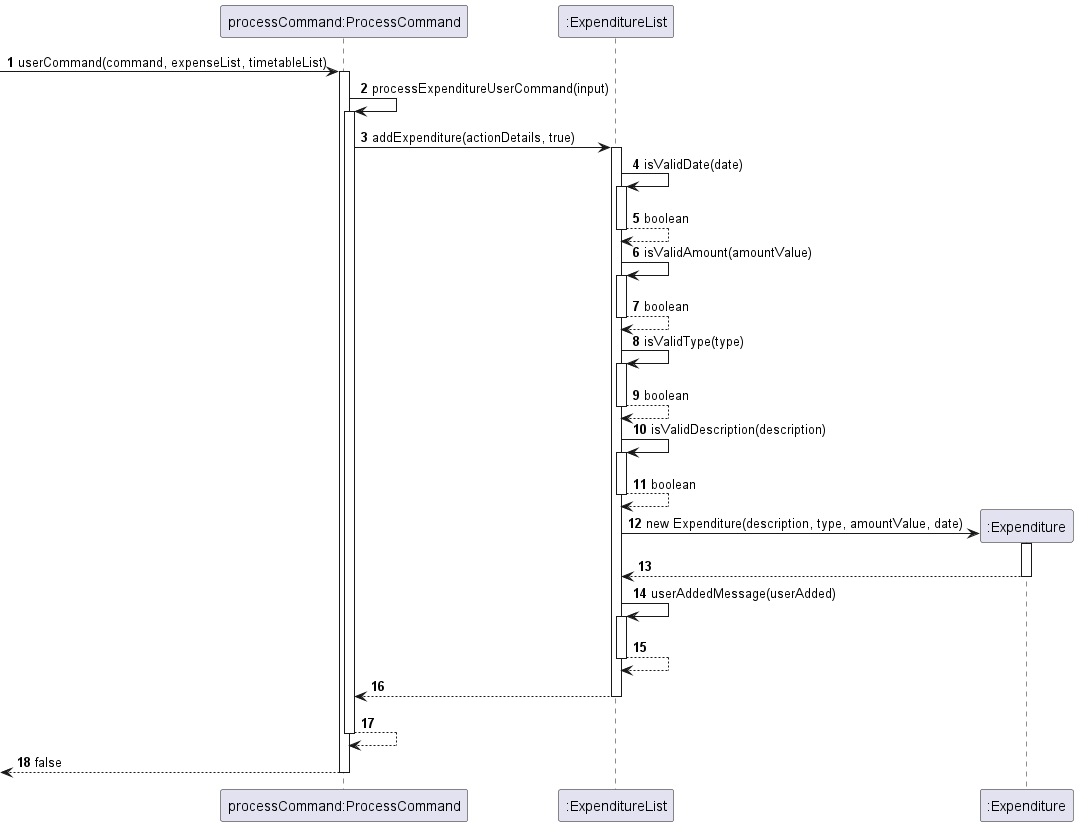 processCommand:ProcessCommand
:ExpenditureList
1 userCommand(command, expenseList, timetableList)
2 processExpenditureUserCommand(input)
3 addExpenditure(actionDetails, true)
4 isValidDate(date)
5 boolean
6 isValidAmount(amountValue)
7 boolean
8 isValidType(type)
9 boolean
10 isValidDescription(description)
11 boolean
12 new Expenditure(description, type, amountValue, date)
:Expenditure
13
14 userAddedMessage(userAdded)
15
16
17
18 false
processCommand:ProcessCommand
:ExpenditureList
:Expenditure